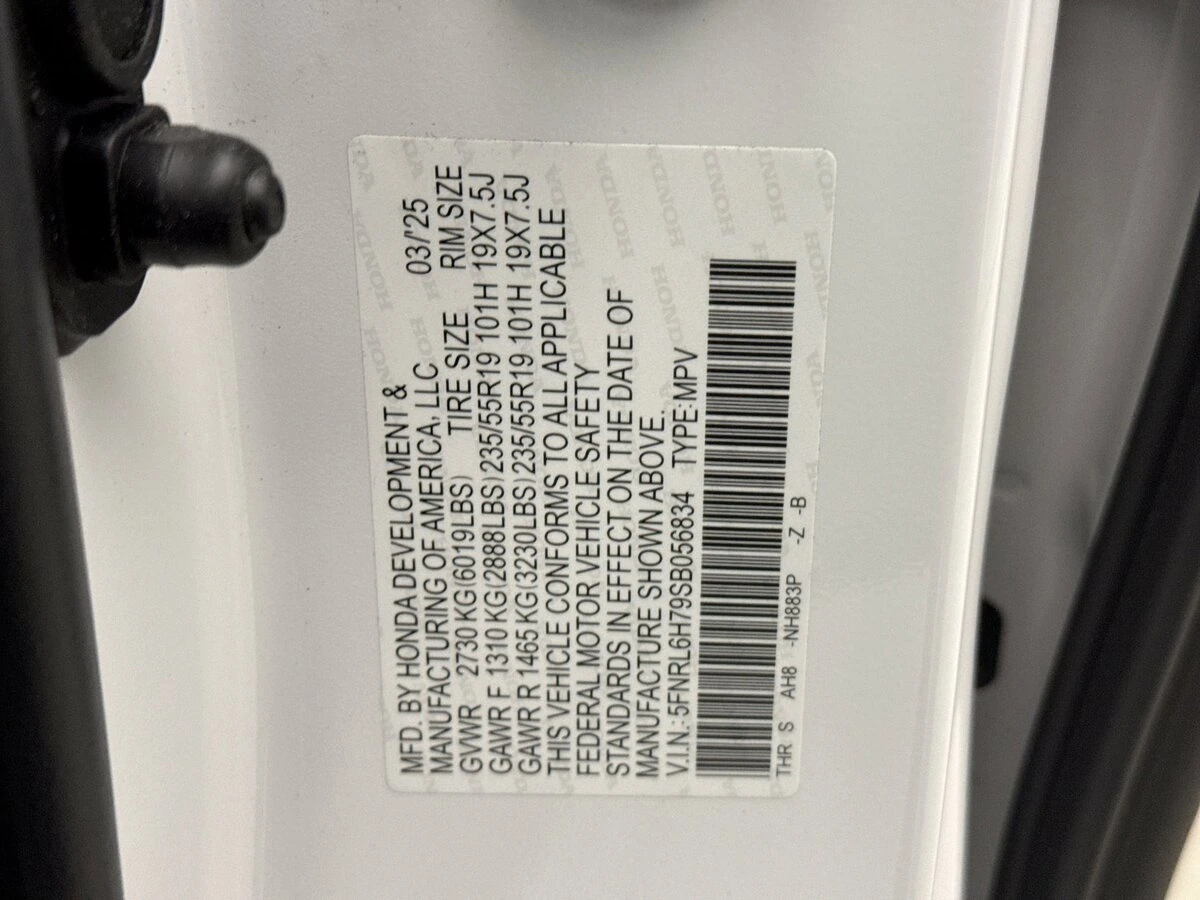 MFD. BY HONDA DEVELOPMENT &
MANUFACTURING OF AMERICA, LLC 03/'25
GVWR 2730 KG(6019LBS) TIRE SIZE RIM SIZE
GAWR F 1310 KG(2888LBS)235/55R19 101H 19X7.5J
GAWR R 1465 KG(3230LBS)235/55R19 101H 19X7.5J
THIS VEHICLE CONFORMS TO ALL APPLICABLE
FEDERAL MOTOR VEHICLE SAFETY
STANDARDS IN EFFECT ON THE DATE OF
MANUFACTURE SHOWN ABOVE.
V.I.N.: 5FNRL6H79SB056834 TYPE:MPV
THR S AH8 -NH883P -Z -B